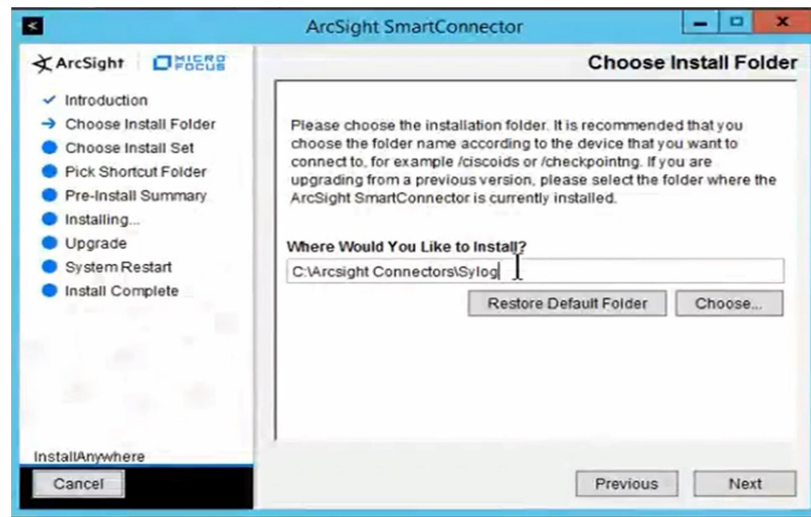 ArcSight SmartConnector
ArcSight MICRO FOCUS
Choose Install Folder
Introduction
Choose Install Folder
Choose Install Set
Pick Shortcut Folder
Pre-Install Summary
Installing...
Upgrade
System Restart
Install Complete
Please choose the installation folder. It is recommended that you
choose the folder name according to the device that you want to
connect to, for example /ciscoids or /checkpointng. If you are
upgrading from a previous version, please select the folder where the
ArcSight SmartConnector is currently installed.
Where Would You Like to Install?
C:\Arcsight Connectors\Sylog
Restore Default Folder
Choose...
InstallAnywhere
Cancel
Previous
Next